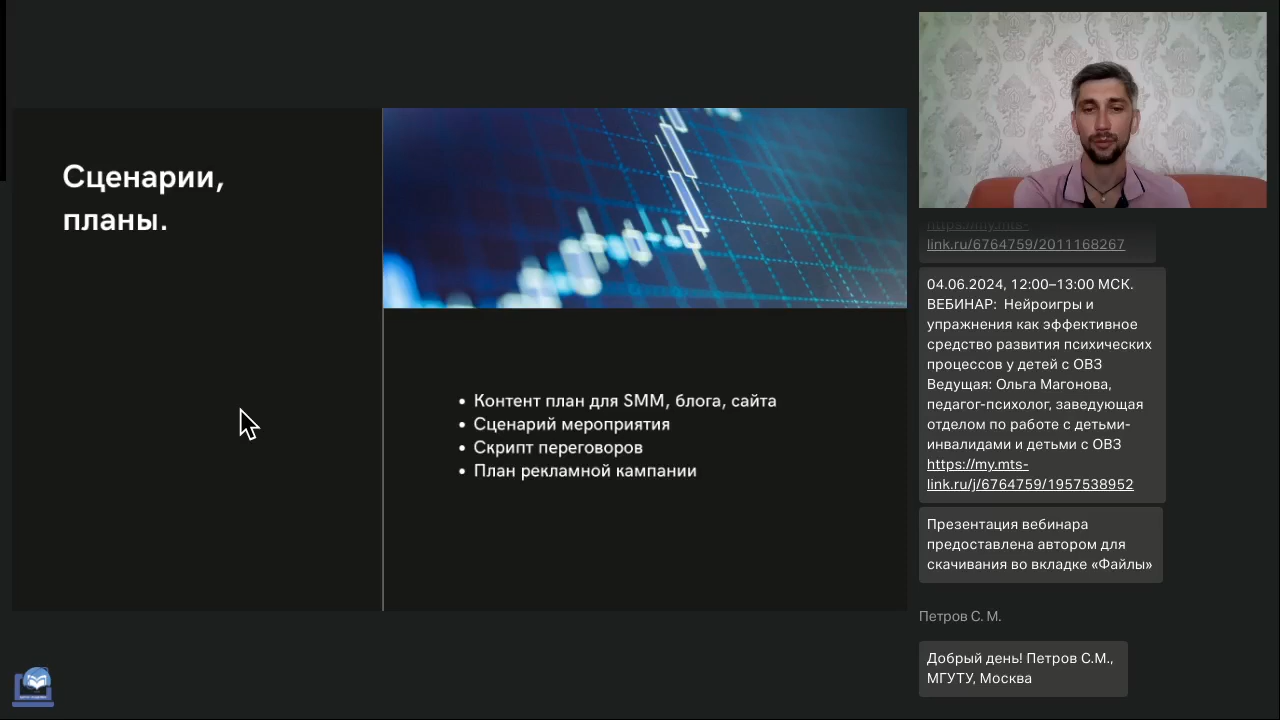 Сценарии,
планы.
• Контент план для SMM, блога, сайта
• Сценарий мероприятия
• Скрипт переговоров
• План рекламной кампании
https://my.mts-
link.ru/6764759/2011168267
04.06.2024, 12:00–13:00 МСК.
ВЕБИНАР:  Нейроигры и
упражнения как эффективное
средство развития психических
процессов у детей с ОВЗ
Ведущая: Ольга Магонова,
педагог-психолог, заведующая
отделом по работе с детьми-
инвалидами и детьми с ОВЗ
https://my.mts-
link.ru/j/6764759/1957538952
Презентация вебинара
предоставлена автором для
скачивания во вкладке «Файлы»
Петров С. М.
Добрый день! Петров С.М.,
МГУТУ, Москва